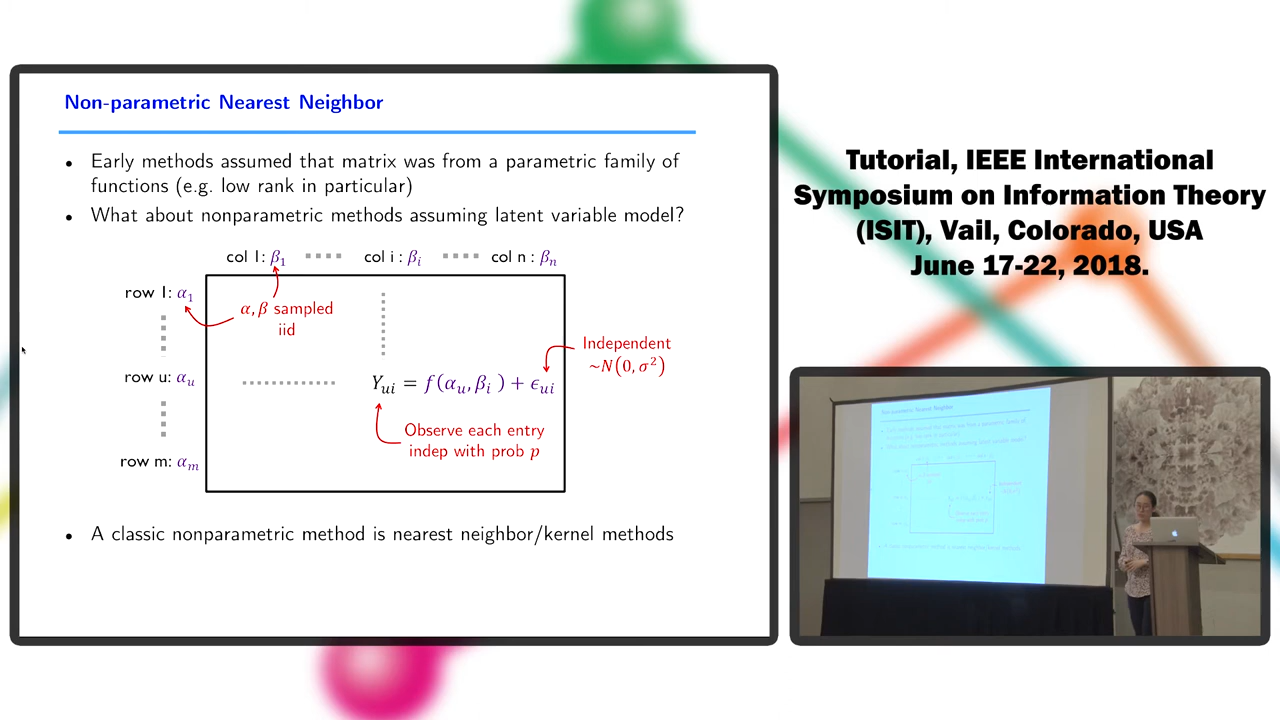 Non-parametric Nearest Neighbor
• Early methods assumed that matrix was from a parametric family of
functions (e.g. low rank in particular)
• What about nonparametric methods assuming latent variable model?
col 1: β₁ col i : βᵢ col n : βₙ
row 1: α₁
α, β sampled
iid
Independent
~N(0, σ²)
row u: αᵤ
Yᵤᵢ = f(αᵤ, βᵢ) + ϵᵤᵢ
Observe each entry
indep with prob p
row m: αₘ
• A classic nonparametric method is nearest neighbor/kernel methods
Tutorial, IEEE International
Symposium on Information Theory
(ISIT), Vail, Colorado, USA
June 17-22, 2018.